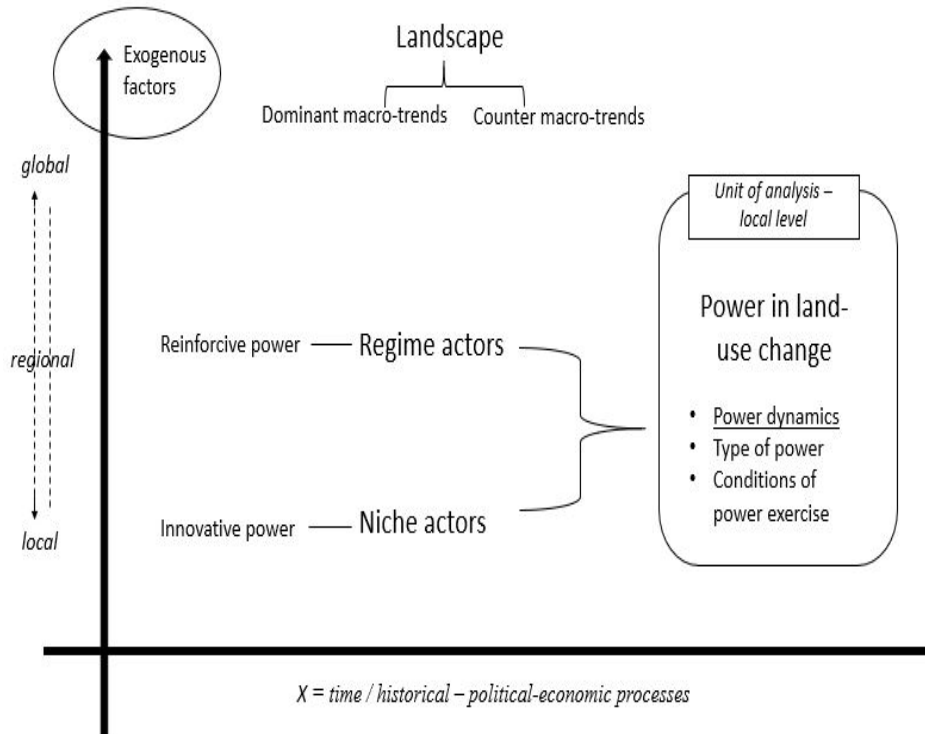 Exogenous
factors
Landscape
Dominant macro-trends
Counter macro-trends
global
regional
local
Reinforcive power
Regime actors
Innovative power
Niche actors
Unit of analysis –
local level
Power in land-
use change
• Power dynamics
• Type of power
• Conditions of
power exercise
X = time / historical – political-economic processes